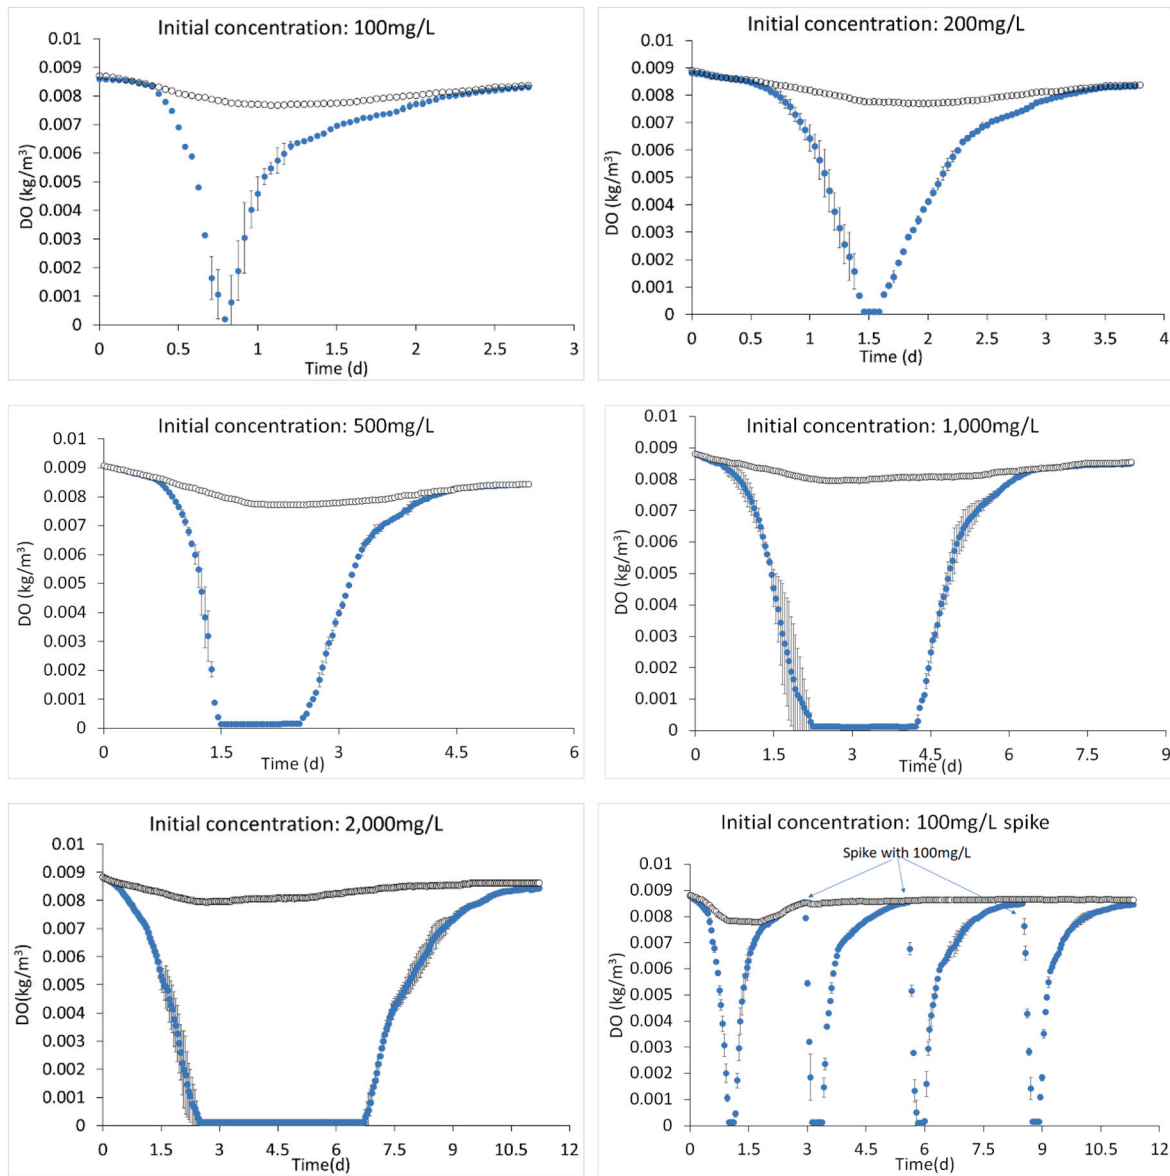 Initial concentration: 100mg/L
DO (kg/m³)
0.01
0.009
0.008
0.007
0.006
0.005
0.004
0.003
0.002
0.001
0
0 0.5 1 1.5 2 2.5 3
Time (d)
Initial concentration: 200mg/L
DO (kg/m³)
0.01
0.009
0.008
0.007
0.006
0.005
0.004
0.003
0.002
0.001
0
0 0.5 1 1.5 2 2.5 3 3.5 4
Time (d)
Initial concentration: 500mg/L
DO (kg/m³)
0.01
0.009
0.008
0.007
0.006
0.005
0.004
0.003
0.002
0.001
0
0 1.5 3 4.5 6
Time (d)
Initial concentration: 1,000mg/L
DO (kg/m³)
0.01
0.009
0.008
0.007
0.006
0.005
0.004
0.003
0.002
0.001
0
0 1.5 3 4.5 6 7.5 9
Time (d)
Initial concentration: 2,000mg/L
DO(kg/m³)
0.01
0.009
0.008
0.007
0.006
0.005
0.004
0.003
0.002
0.001
0
0 1.5 3 4.5 6 7.5 9 10.5 12
Time(d)
Initial concentration: 100mg/L spike
Spike with 100mg/L
DO (kg/m³)
0.01
0.009
0.008
0.007
0.006
0.005
0.004
0.003
0.002
0.001
0
0 1.5 3 4.5 6 7.5 9 10.5 12
Time(d)